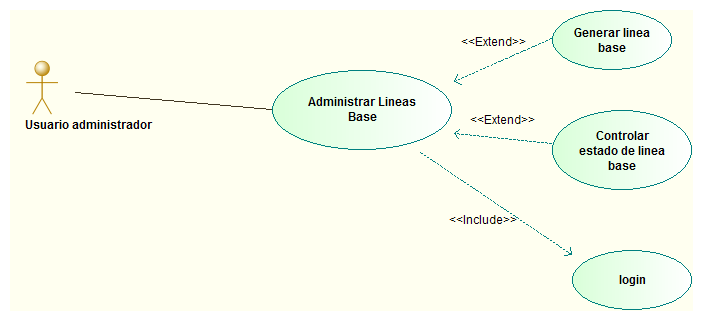 Generar linea
base
<<Extend>>
Administrar Lineas
Base
<<Extend>>
Controlar
estado de linea
base
Usuario administrador
<<Include>>
login